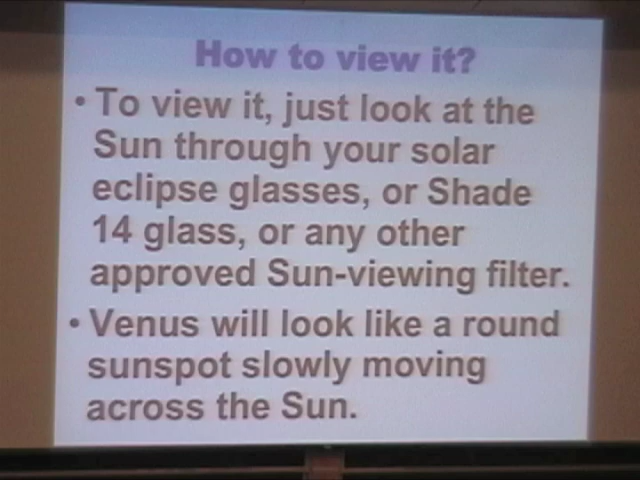 How to view it?
• To view it, just look at the
Sun through your solar
eclipse glasses, or Shade
14 glass, or any other
approved Sun-viewing filter.
• Venus will look like a round
sunspot slowly moving
across the Sun.